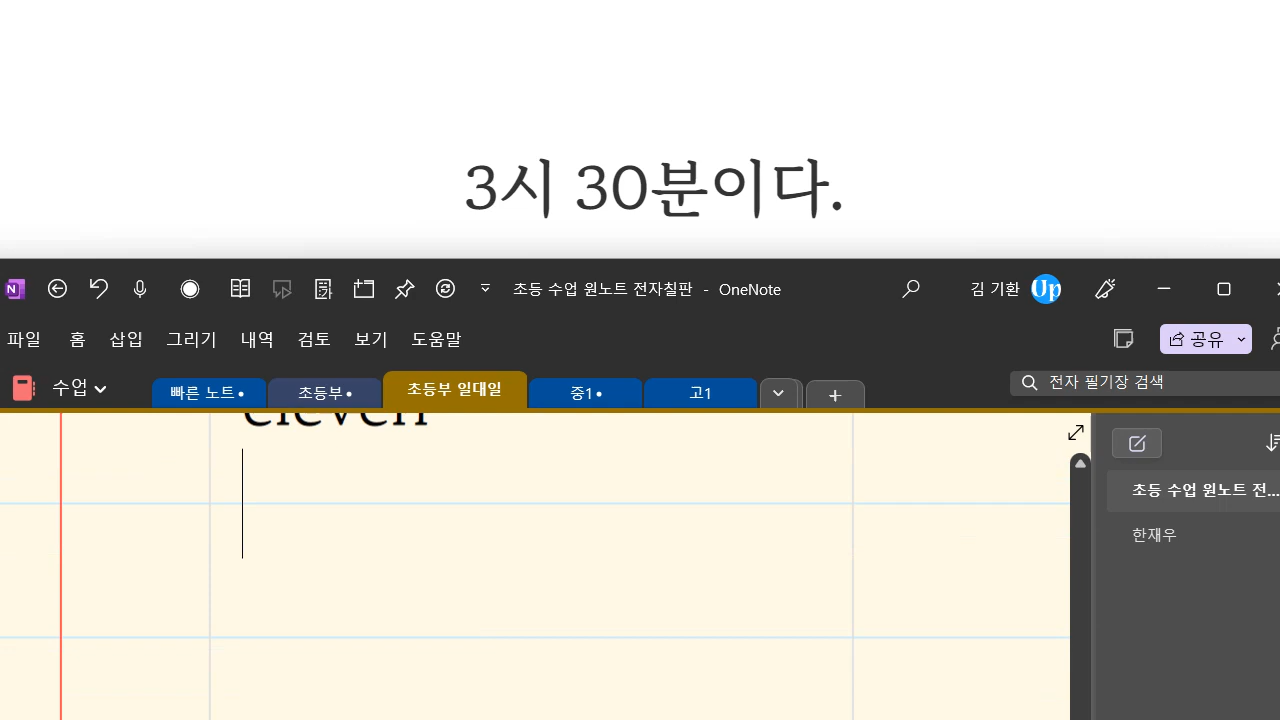 3시 30분이다.
초등 수업 원노트 전자칠판 - OneNote
김 기환
Up
파일 홈 삽입 그리기 내역 검토 보기 도움말
공유
수업
빠른 노트•
초등부•
초등부 일대일
중1•
고1
+
전자 필기장 검색
eleven
초등 수업 원노트 전...
한재우